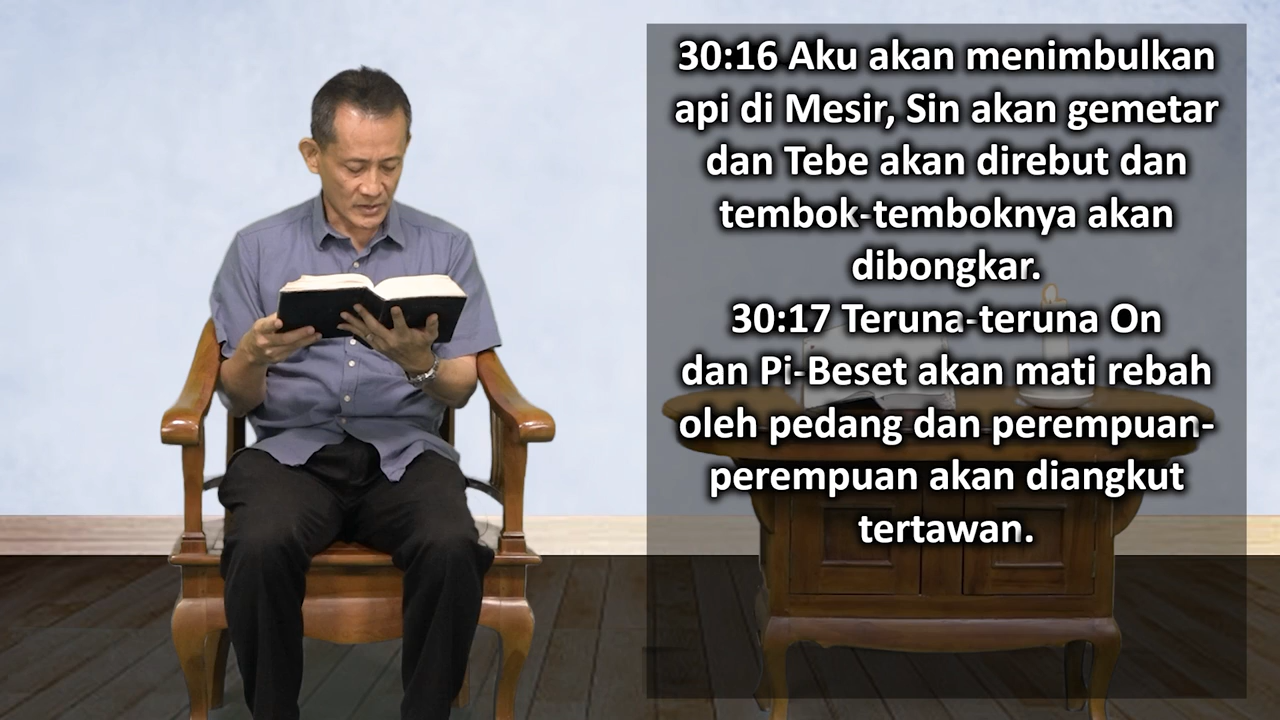 30:16 Aku akan menimbulkan
api di Mesir, Sin akan gemetar
dan Tebe akan direbut dan
tembok-temboknya akan
dibongkar.
30:17 Teruna-teruna On
dan Pi-Beset akan mati rebah
oleh pedang dan perempuan-
perempuan akan diangkut
tertawan.